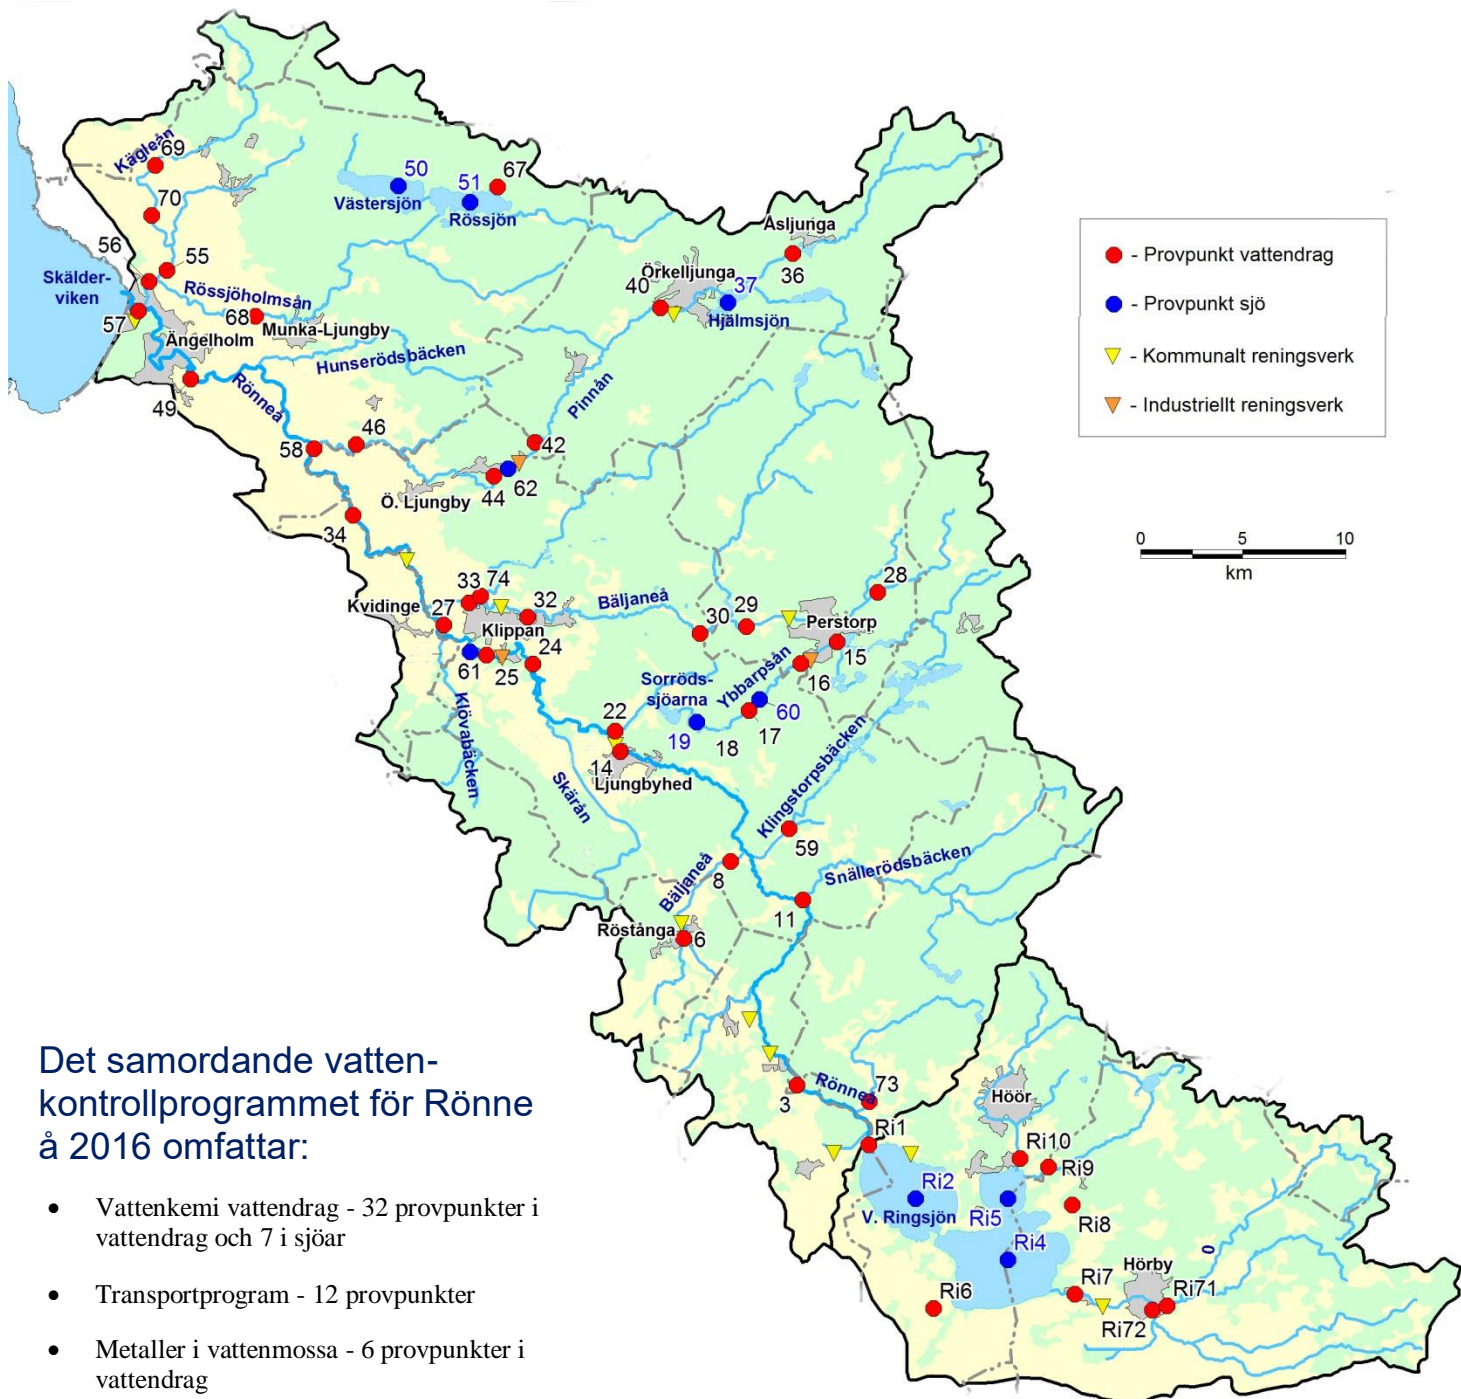 Kägleån
69
70
50
Västersjön
51
Rössjön
67
56
55
Skälder-
viken
57
Rössjöholmsån
68
Munka-Ljungby
Ängelholm
Hunserödsbäcken
49
Rönneå
58
46
34
Åsljunga
36
Örkelljunga
40
37
Hjälmsjön
Pinnån
42
44
62
Ö. Ljungby
- Provpunkt vattendrag
- Provpunkt sjö
- Kommunalt reningsverk
- Industriellt reningsverk
0 5 10
km
33
74
32
Kvidinge
27
Klippan
Bäljaneå
30
29
28
Perstorp
15
16
61
25
24
Klövabäcken
Skärån
Sorröds-
sjöarna
Ybbarpsån
60
17
18
19
22
14
Ljungbyhed
Klingstorpsbäcken
59
Snällerödsbäcken
8
Bäljaneå
11
Röstånga
6
Rönneå
3
73
Ri1
Höör
Ri10
Ri9
Ri2
V. Ringsjön
Ri5
Ri8
Ri4
0
Hörby
Ri7
Ri71
Ri72
Ri6
Det samordande vatten-
kontrollprogrammet för Rönne
å 2016 omfattar:
• Vattenkemi vattendrag - 32 provpunkter i
vattendrag och 7 i sjöar
• Transportprogram - 12 provpunkter
• Metaller i vattenmossa - 6 provpunkter i
vattendrag